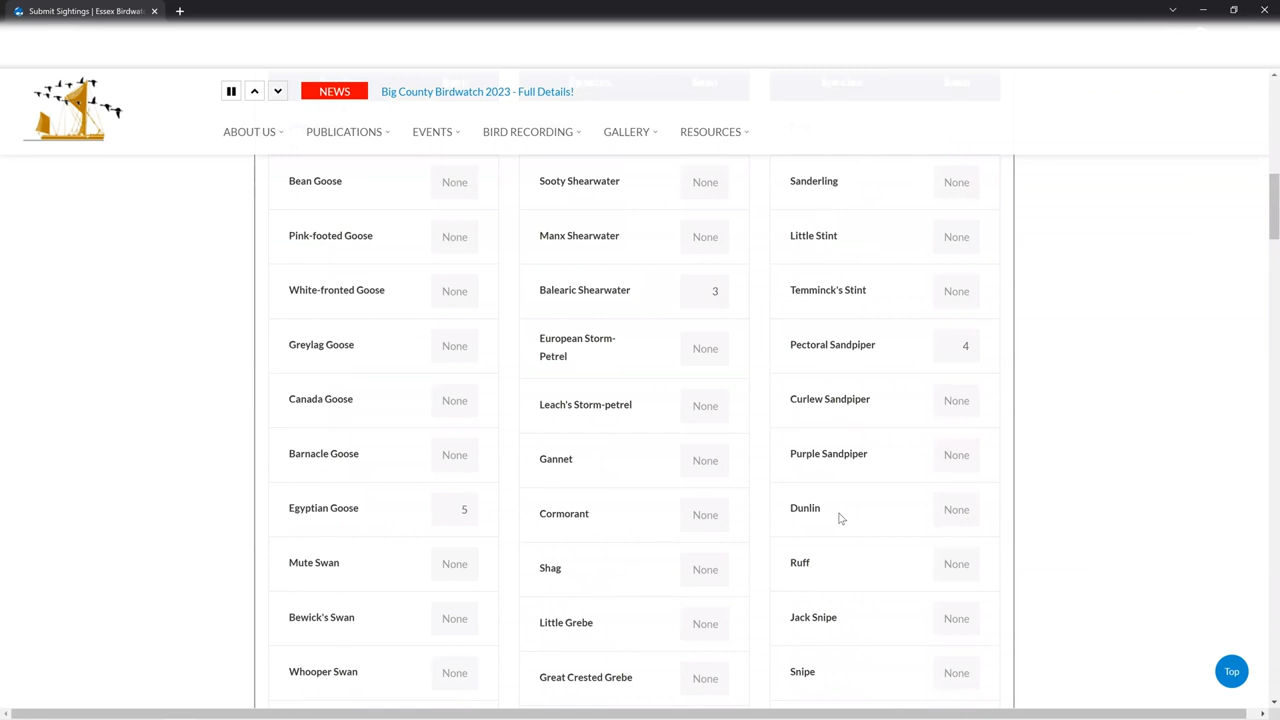 Submit Sightings | Essex Birdwat
NEWS
Big County Birdwatch 2023 - Full Details!
ABOUT US
PUBLICATIONS
EVENTS
BIRD RECORDING
GALLERY
RESOURCES
Bean Goose None
Sooty Shearwater None
Sanderling None
Pink-footed Goose None
Manx Shearwater None
Little Stint None
White-fronted Goose None
Balearic Shearwater 3
Temminck's Stint None
Greylag Goose None
European Storm-
Petrel None
Pectoral Sandpiper 4
Canada Goose None
Leach's Storm-petrel None
Curlew Sandpiper None
Barnacle Goose None
Gannet None
Purple Sandpiper None
Egyptian Goose 5
Cormorant None
Dunlin None
Mute Swan None
Shag None
Ruff None
Bewick's Swan None
Little Grebe None
Jack Snipe None
Whooper Swan None
Great Crested Grebe None
Snipe None
Top